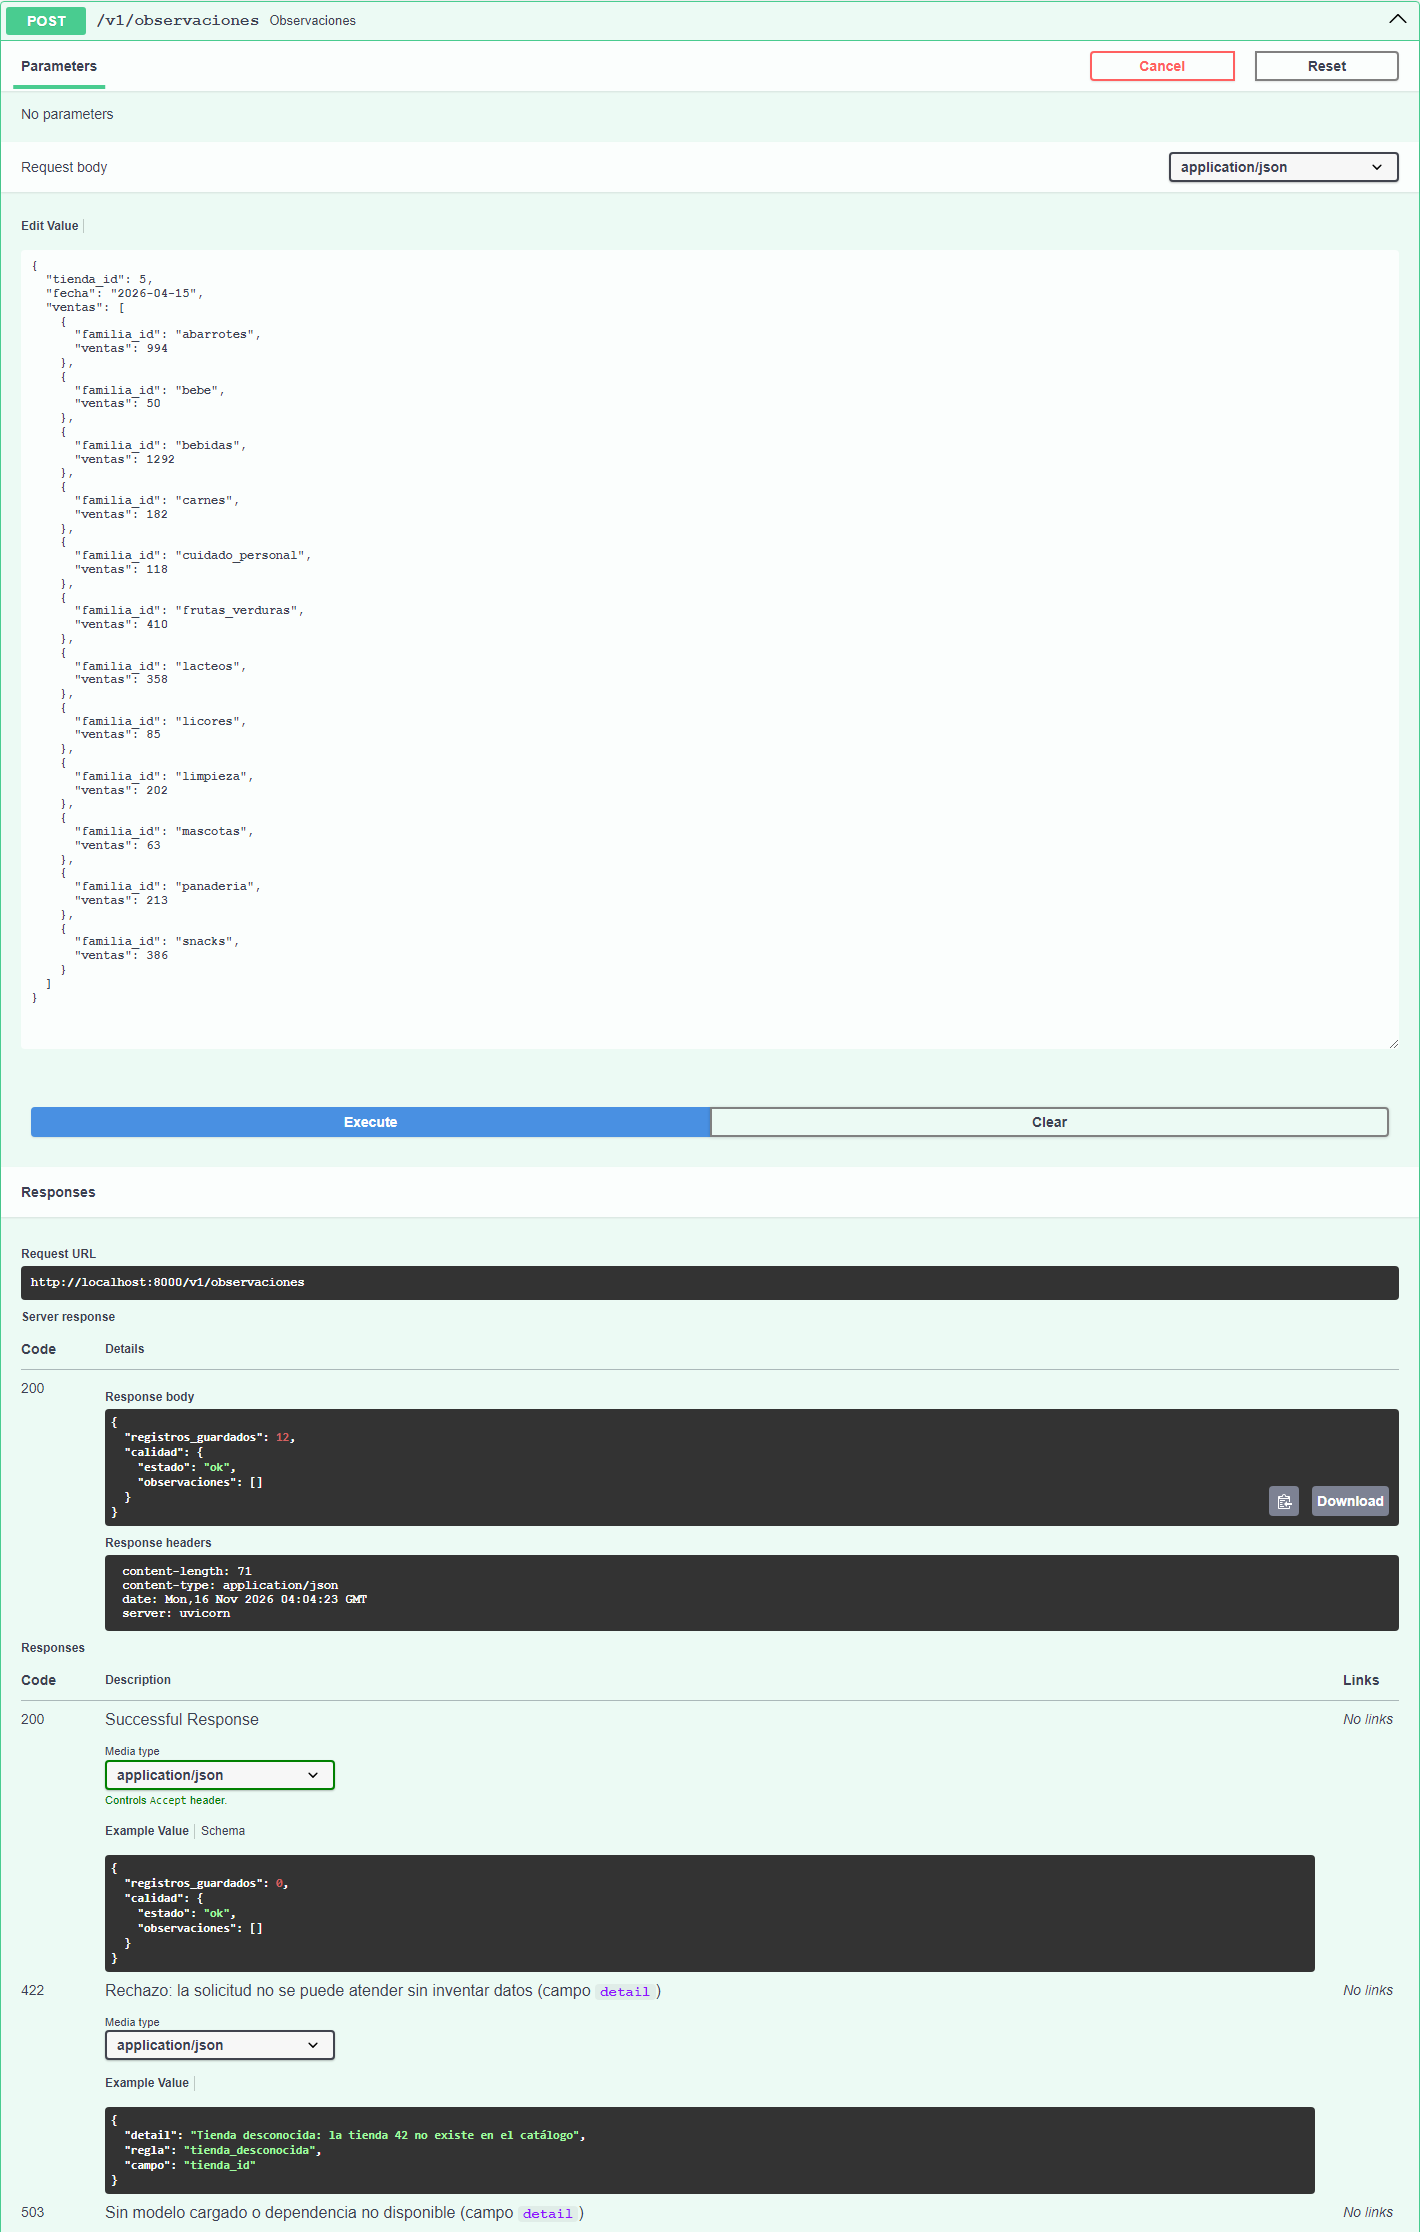 POST /v1/observaciones Observaciones
Parameters Cancel Reset
No parameters
Request body application/json
Edit Value
{
  "tienda_id": 5,
  "fecha": "2026-04-15",
  "ventas": [
    {
      "familia_id": "abarrotes",
      "ventas": 994
    },
    {
      "familia_id": "bebe",
      "ventas": 50
    },
    {
      "familia_id": "bebidas",
      "ventas": 1292
    },
    {
      "familia_id": "carnes",
      "ventas": 182
    },
    {
      "familia_id": "cuidado_personal",
      "ventas": 118
    },
    {
      "familia_id": "frutas_verduras",
      "ventas": 410
    },
    {
      "familia_id": "lacteos",
      "ventas": 358
    },
    {
      "familia_id": "licores",
      "ventas": 85
    },
    {
      "familia_id": "limpieza",
      "ventas": 202
    },
    {
      "familia_id": "mascotas",
      "ventas": 63
    },
    {
      "familia_id": "panaderia",
      "ventas": 213
    },
    {
      "familia_id": "snacks",
      "ventas": 386
    }
  ]
}
Execute Clear
Responses
Request URL
http://localhost:8000/v1/observaciones
Server response
Code Details
200
Response body
{
  "registros_guardados": 12,
  "calidad": {
    "estado": "ok",
    "observaciones": []
  }
}
Download
Response headers
content-length: 71
content-type: application/json
date: Mon,16 Nov 2026 04:04:23 GMT
server: uvicorn
Responses
Code Description Links
200 Successful Response No links
Media type
application/json
Controls Accept header.
Example Value Schema
{
  "registros_guardados": 0,
  "calidad": {
    "estado": "ok",
    "observaciones": []
  }
}
422 Rechazo: la solicitud no se puede atender sin inventar datos (campo detail) No links
Media type
application/json
Example Value
{
  "detail": "Tienda desconocida: la tienda 42 no existe en el catálogo",
  "regla": "tienda_desconocida",
  "campo": "tienda_id"
}
503 Sin modelo cargado o dependencia no disponible (campo detail) No links